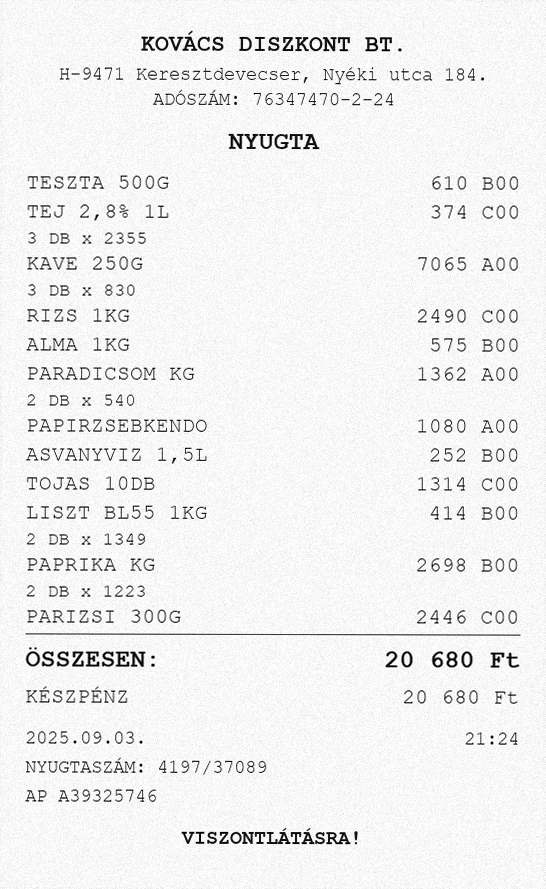 KOVÁCS DISZKONT BT.
H-9471 Keresztdevecser, Nyéki utca 184.
ADÓSZÁM: 76347470-2-24
NYUGTA
TESZTA 500G 610 B00
TEJ 2,8% 1L 374 C00
3 DB x 2355
KAVE 250G 7065 A00
3 DB x 830
RIZS 1KG 2490 C00
ALMA 1KG 575 B00
PARADICSOM KG 1362 A00
2 DB x 540
PAPIRZSEBKENDO 1080 A00
ASVANYVIZ 1,5L 252 B00
TOJAS 10DB 1314 C00
LISZT BL55 1KG 414 B00
2 DB x 1349
PAPRIKA KG 2698 B00
2 DB x 1223
PARIZSI 300G 2446 C00
ÖSSZESEN: 20 680 Ft
KÉSZPÉNZ 20 680 Ft
2025.09.03. 21:24
NYUGTASZÁM: 4197/37089
AP A39325746
VISZONTLÁTÁSRA!